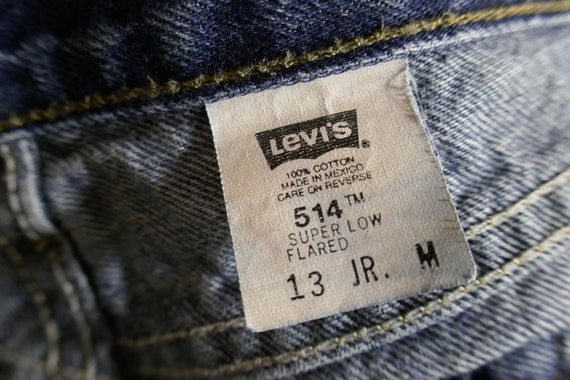 Levi's ®
100% COTTON
MADE IN MEXICO
CARE ON REVERSE
514™
SUPER LOW
FLARED
13 JR. M